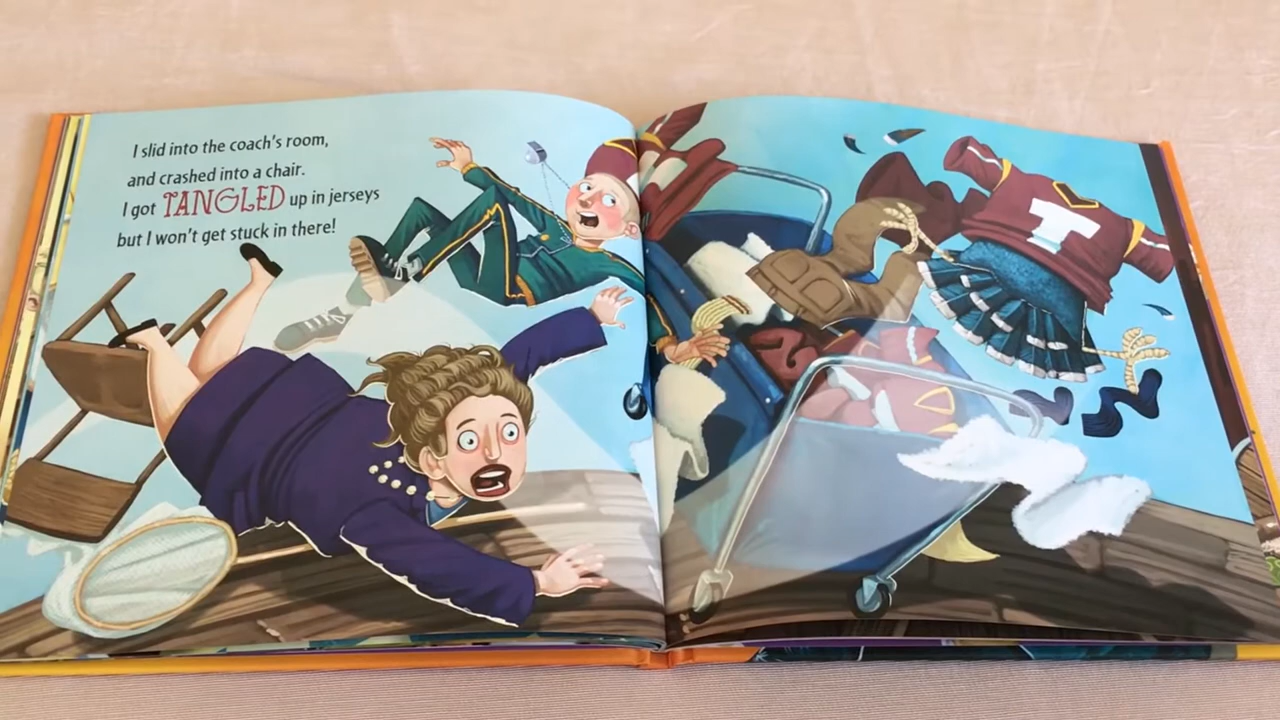 I slid into the coach's room,
and crashed into a chair.
I got TANGLED up in jerseys
but I won't get stuck in there!
T